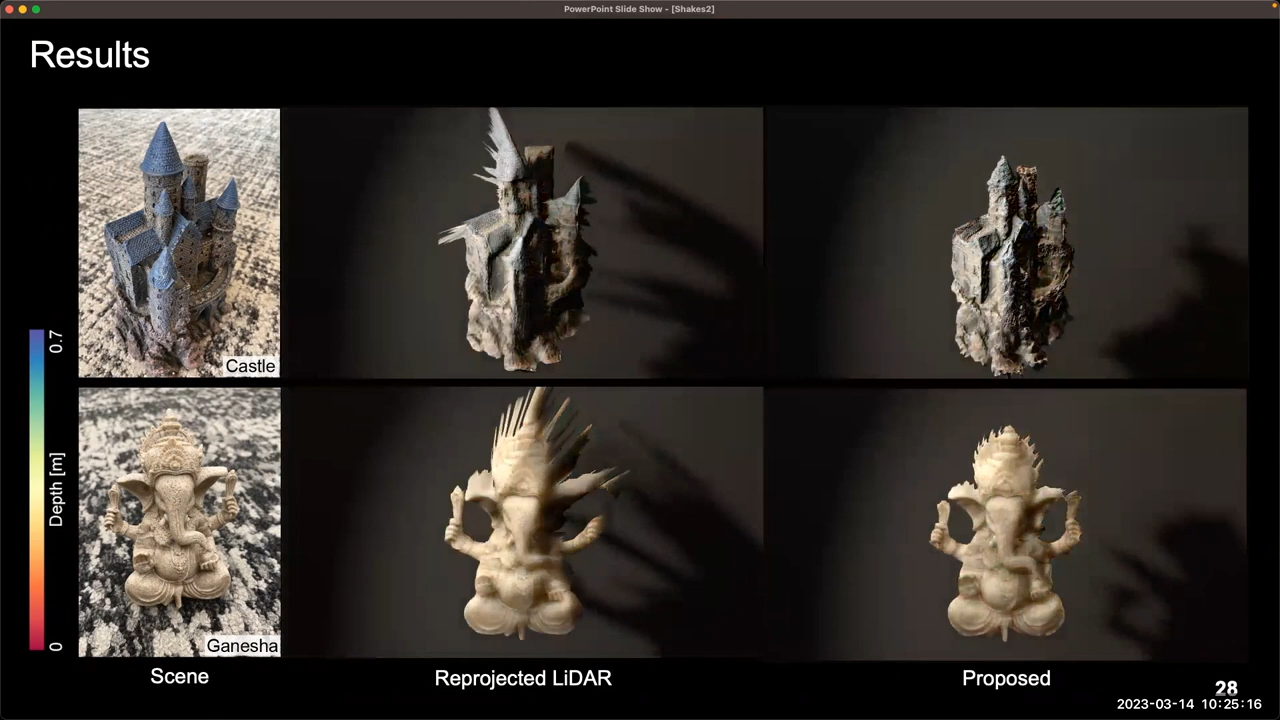 PowerPoint Slide Show - [Shakes2]
Results
Castle
0.7
Depth [m]
0
Ganesha
Scene
Reprojected LiDAR
Proposed
28
2023-03-14 10:25:16